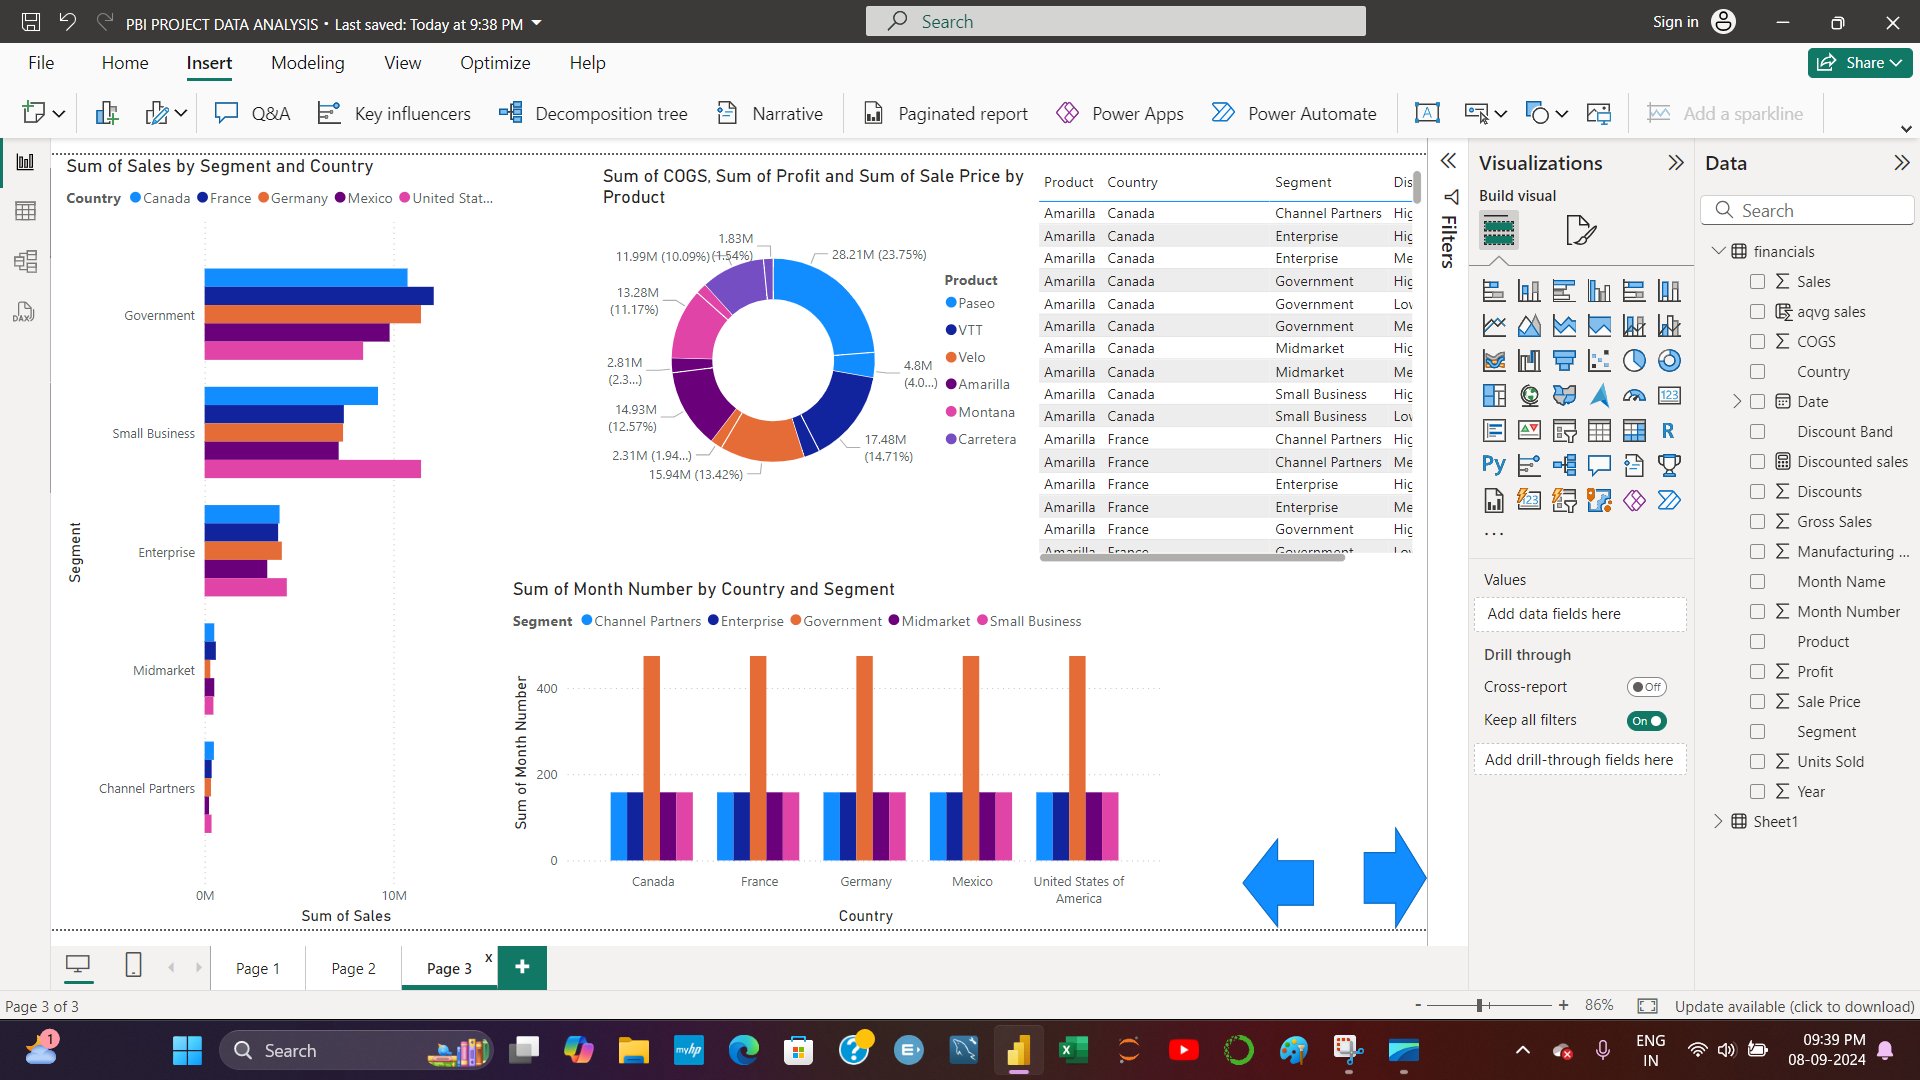 PBI PROJECT DATA ANALYSIS • Last saved: Today at 9:38 PM
Search
Sign in
File Home Insert Modeling View Optimize Help
Share
Q&A Key influencers Decomposition tree Narrative Paginated report Power Apps Power Automate Add a sparkline
Sum of Sales by Segment and Country
Country Canada France Germany Mexico United Stat...
Segment
Government
Small Business
Enterprise
Midmarket
Channel Partners
0M 10M
Sum of Sales
Sum of COGS, Sum of Profit and Sum of Sale Price by
Product
1.83M
(1.54%)
11.99M (10.09%)
28.21M (23.75%)
13.28M
(11.17%)
2.81M
(2.3...)
4.8M
(4.0...)
14.93M
(12.57%)
17.48M
(14.71%)
2.31M (1.94...)
15.94M (13.42%)
Product
Paseo
VTT
Velo
Amarilla
Montana
Carretera
Product Country Segment Dis
Amarilla Canada Channel Partners Hig
Amarilla Canada Enterprise Hig
Amarilla Canada Enterprise Me
Amarilla Canada Government Hig
Amarilla Canada Government Lov
Amarilla Canada Government Me
Amarilla Canada Midmarket Hig
Amarilla Canada Midmarket Me
Amarilla Canada Small Business Hig
Amarilla Canada Small Business Lov
Amarilla France Channel Partners Hig
Amarilla France Channel Partners Me
Amarilla France Enterprise Hig
Amarilla France Enterprise Me
Amarilla France Government Hig
Amarilla France Government Lov
Sum of Month Number by Country and Segment
Segment Channel Partners Enterprise Government Midmarket Small Business
Sum of Month Number
400
200
0
Canada France Germany Mexico United States of
America
Country
Filters
Visualizations
Build visual
123
R
Py
123
...
Values
Add data fields here
Drill through
Cross-report Off
Keep all filters On
Add drill-through fields here
Data
Search
financials
Sales
aqvg sales
COGS
Country
Date
Discount Band
Discounted sales
Discounts
Gross Sales
Manufacturing ...
Month Name
Month Number
Product
Profit
Sale Price
Segment
Units Sold
Year
Sheet1
DAX
Page 1 Page 2 Page 3 x +
Page 3 of 3
- + 86%
Update available (click to download)
1
Search
myhp
ENG
IN
09:39 PM
08-09-2024